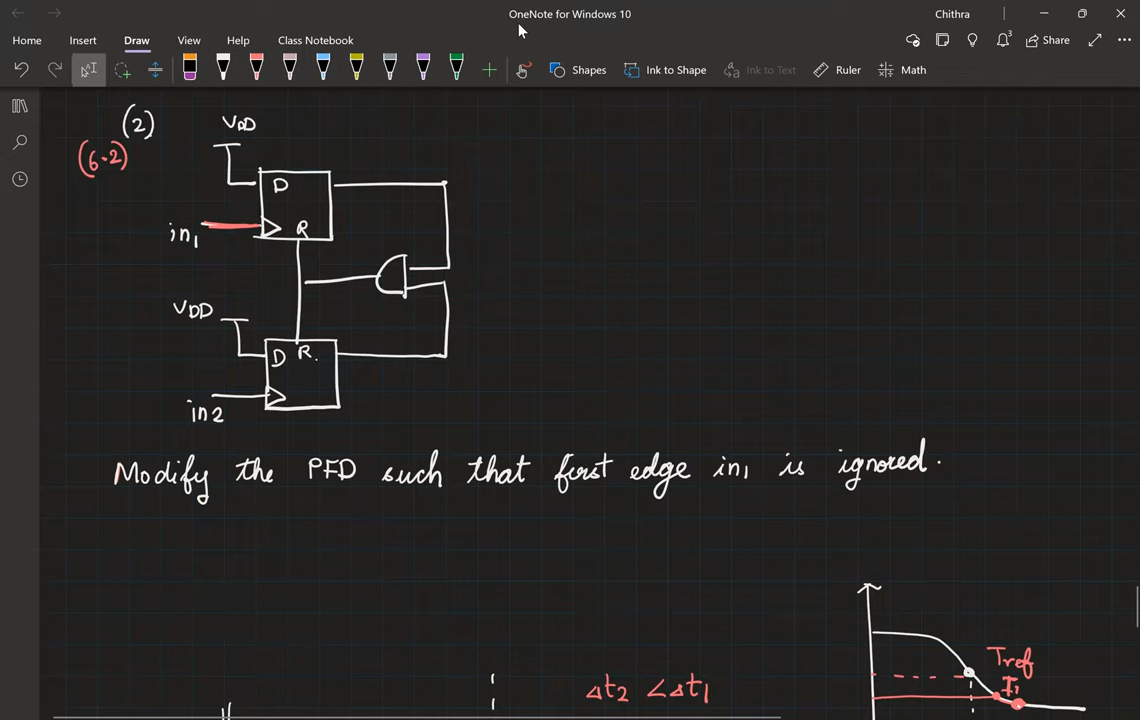 OneNote for Windows 10
Chithra
Home Insert Draw View Help Class Notebook
Share
Shapes Ink to Shape Ink to Text Ruler Math
(2)
(6.2)
VDD
D
in1
R
VDD
D R.
in2
Modify the PFD such that first edge in1 is ignored.
Tref
I1
Δt2 < Δt1